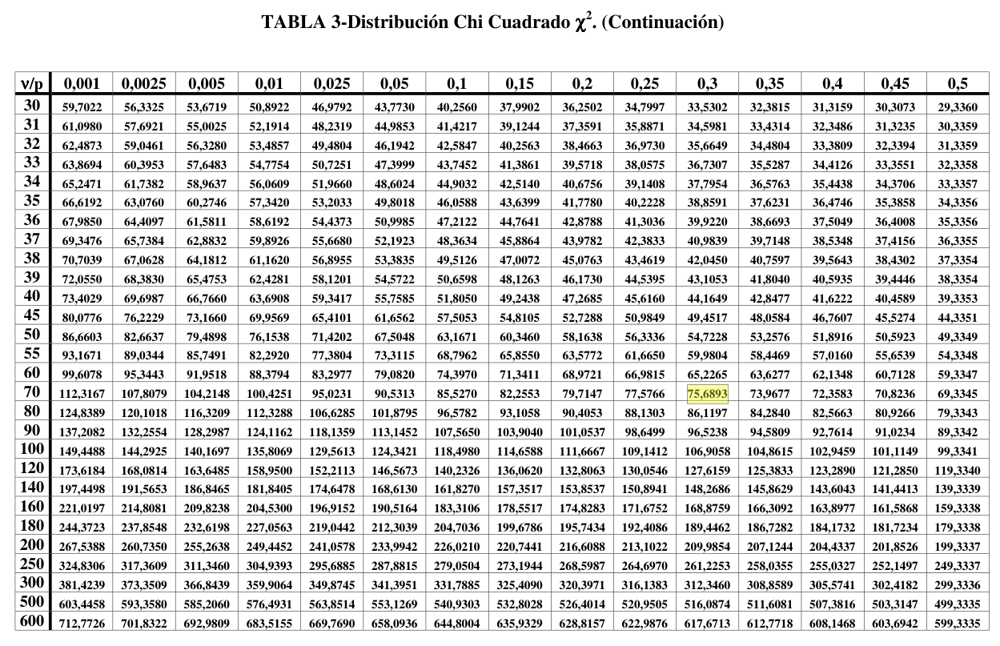 TABLA 3-Distribución Chi Cuadrado χ². (Continuación)
ν/p 0,001 0,0025 0,005 0,01 0,025 0,05 0,1 0,15 0,2 0,25 0,3 0,35 0,4 0,45 0,5
30 59,7022 56,3325 53,6719 50,8922 46,9792 43,7730 40,2560 37,9902 36,2502 34,7997 33,5302 32,3815 31,3159 30,3073 29,3360
31 61,0980 57,6921 55,0025 52,1914 48,2319 44,9853 41,4217 39,1244 37,3591 35,8871 34,5981 33,4314 32,3486 31,3235 30,3359
32 62,4873 59,0461 56,3280 53,4857 49,4804 46,1942 42,5847 40,2563 38,4663 36,9730 35,6649 34,4804 33,3809 32,3394 31,3359
33 63,8694 60,3953 57,6483 54,7754 50,7251 47,3999 43,7452 41,3861 39,5718 38,0575 36,7307 35,5287 34,4126 33,3551 32,3358
34 65,2471 61,7382 58,9637 56,0609 51,9660 48,6024 44,9032 42,5140 40,6756 39,1408 37,7954 36,5763 35,4438 34,3706 33,3357
35 66,6192 63,0760 60,2746 57,3420 53,2033 49,8018 46,0588 43,6399 41,7780 40,2228 38,8591 37,6231 36,4746 35,3858 34,3356
36 67,9850 64,4097 61,5811 58,6192 54,4373 50,9985 47,2122 44,7641 42,8788 41,3036 39,9220 38,6693 37,5049 36,4008 35,3356
37 69,3476 65,7384 62,8832 59,8926 55,6680 52,1923 48,3634 45,8864 43,9782 42,3833 40,9839 39,7148 38,5348 37,4156 36,3355
38 70,7039 67,0628 64,1812 61,1620 56,8955 53,3835 49,5126 47,0072 45,0763 43,4619 42,0450 40,7597 39,5643 38,4302 37,3354
39 72,0550 68,3830 65,4753 62,4281 58,1201 54,5722 50,6598 48,1263 46,1730 44,5395 43,1053 41,8040 40,5935 39,4446 38,3354
40 73,4029 69,6987 66,7660 63,6908 59,3417 55,7585 51,8050 49,2438 47,2685 45,6160 44,1649 42,8477 41,6222 40,4589 39,3353
45 80,0776 76,2229 73,1660 69,9569 65,4101 61,6562 57,5053 54,8105 52,7288 50,9849 49,4517 48,0584 46,7607 45,5274 44,3351
50 86,6603 82,6637 79,4898 76,1538 71,4202 67,5048 63,1671 60,3460 58,1638 56,3336 54,7228 53,2576 51,8916 50,5923 49,3349
55 93,1671 89,0344 85,7491 82,2920 77,3804 73,3115 68,7962 65,8550 63,5772 61,6650 59,9804 58,4469 57,0160 55,6539 54,3348
60 99,6078 95,3443 91,9518 88,3794 83,2977 79,0820 74,3970 71,3411 68,9721 66,9815 65,2265 63,6277 62,1348 60,7128 59,3347
70 112,3167 107,8079 104,2148 100,4251 95,0231 90,5313 85,5270 82,2553 79,7147 77,5766 75,6893 73,9677 72,3583 70,8236 69,3345
80 124,8389 120,1018 116,3209 112,3288 106,6285 101,8795 96,5782 93,1058 90,4053 88,1303 86,1197 84,2840 82,5663 80,9266 79,3343
90 137,2082 132,2554 128,2987 124,1162 118,1359 113,1452 107,5650 103,9040 101,0537 98,6499 96,5238 94,5809 92,7614 91,0234 89,3342
100 149,4488 144,2925 140,1697 135,8069 129,5613 124,3421 118,4980 114,6588 111,6667 109,1412 106,9058 104,8615 102,9459 101,1149 99,3341
120 173,6184 168,0814 163,6485 158,9500 152,2113 146,5673 140,2326 136,0620 132,8063 130,0546 127,6159 125,3833 123,2890 121,2850 119,3340
140 197,4498 191,5653 186,8465 181,8405 174,6478 168,6130 161,8270 157,3517 153,8537 150,8941 148,2686 145,8629 143,6043 141,4413 139,3339
160 221,0197 214,8081 209,8238 204,5300 196,9152 190,5164 183,3106 178,5517 174,8283 171,6752 168,8759 166,3092 163,8977 161,5868 159,3338
180 244,3723 237,8548 232,6198 227,0563 219,0442 212,3039 204,7036 199,6786 195,7434 192,4086 189,4462 186,7282 184,1732 181,7234 179,3338
200 267,5388 260,7350 255,2638 249,4452 241,0578 233,9942 226,0210 220,7441 216,6088 213,1022 209,9854 207,1244 204,4337 201,8526 199,3337
250 324,8306 317,3609 311,3460 304,9393 295,6885 287,8815 279,0504 273,1944 268,5987 264,6970 261,2253 258,0355 255,0327 252,1497 249,3337
300 381,4239 373,3509 366,8439 359,9064 349,8745 341,3951 331,7885 325,4090 320,3971 316,1383 312,3460 308,8589 305,5741 302,4182 299,3336
500 603,4458 593,3580 585,2060 576,4931 563,8514 553,1269 540,9303 532,8028 526,4014 520,9505 516,0874 511,6081 507,3816 503,3147 499,3335
600 712,7726 701,8322 692,9809 683,5155 669,7690 658,0936 644,8004 635,9329 628,8157 622,9876 617,6713 612,7718 608,1468 603,6942 599,3335